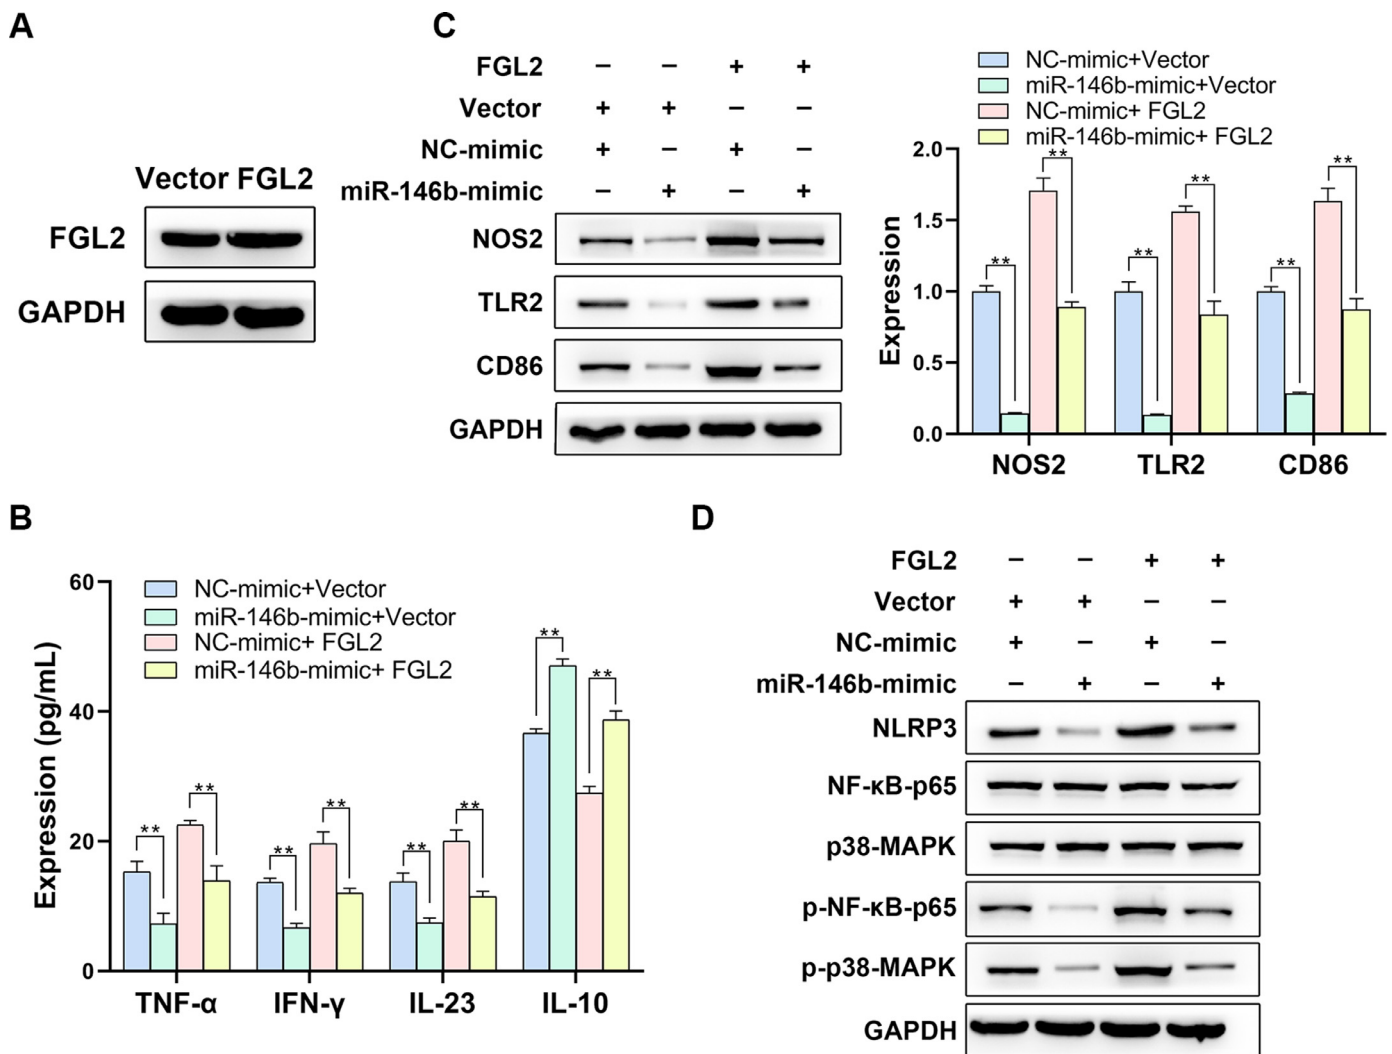 A
Vector FGL2
FGL2
GAPDH
C
FGL2 − − + +
Vector + + − −
NC-mimic + − + −
miR-146b-mimic − + − +
NOS2
TLR2
CD86
GAPDH
NC-mimic+Vector
miR-146b-mimic+Vector
NC-mimic+ FGL2
miR-146b-mimic+ FGL2
Expression
2.0
1.5
1.0
0.5
0.0
** ** ** ** ** **
NOS2 TLR2 CD86
B
NC-mimic+Vector
miR-146b-mimic+Vector
NC-mimic+ FGL2
miR-146b-mimic+ FGL2
Expression (pg/mL)
60
40
20
0
** ** ** ** ** ** ** **
TNF-α IFN-γ IL-23 IL-10
D
FGL2 − − + +
Vector + + − −
NC-mimic + − + −
miR-146b-mimic − + − +
NLRP3
NF-κB-p65
p38-MAPK
p-NF-κB-p65
p-p38-MAPK
GAPDH